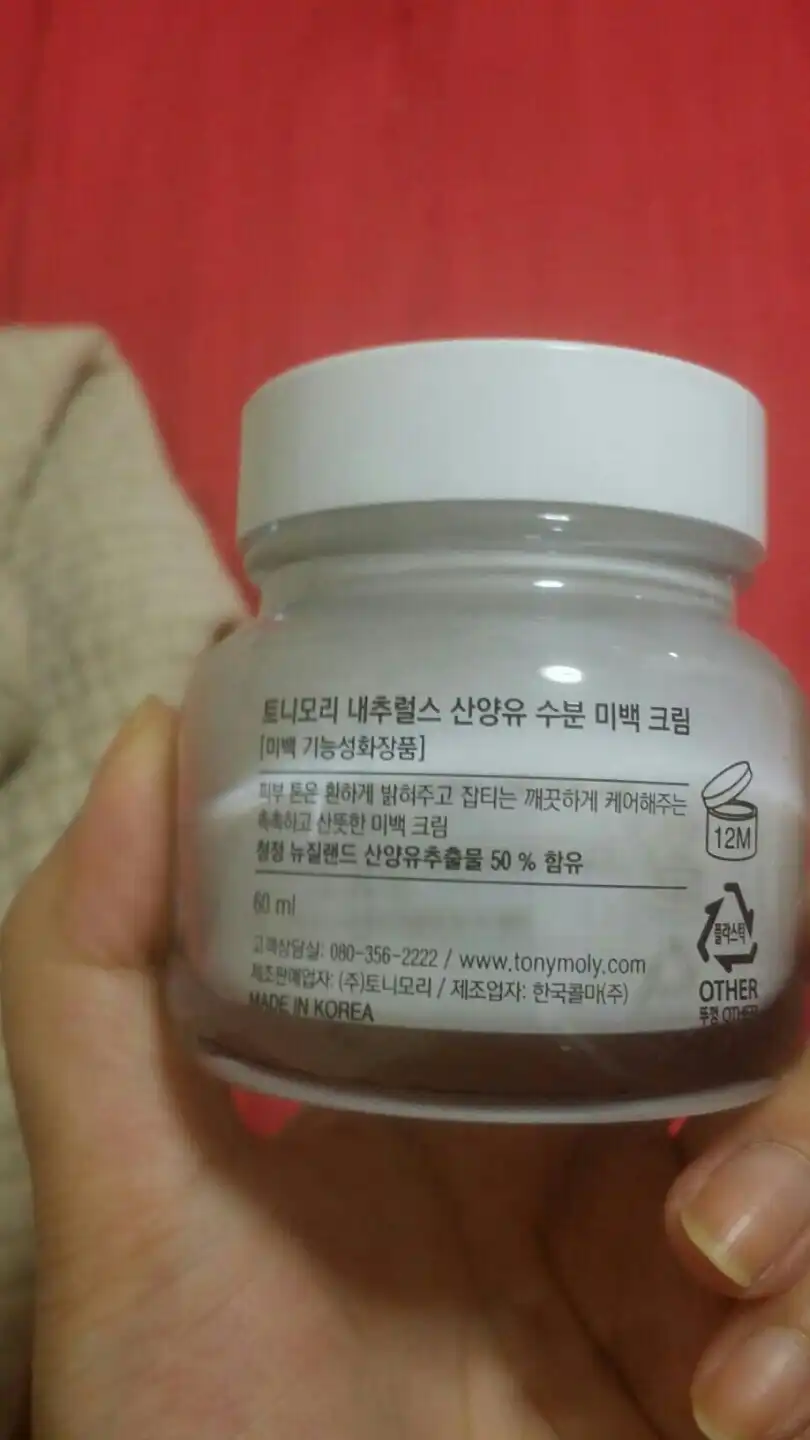 토니모리 내추럴스 산양유 수분 미백 크림
[미백 기능성화장품]
피부 톤은 환하게 밝혀주고 잡티는 깨끗하게 케어해주는
촉촉하고 산뜻한 미백 크림
청정 뉴질랜드 산양유추출물 50 % 함유
60 ml
고객상담실: 080-356-2222 / www.tonymoly.com
제조판매업자: (주)토니모리 / 제조업자: 한국콜마(주)
MADE IN KOREA
12M
플라스틱
OTHER
뚜껑 OTHER